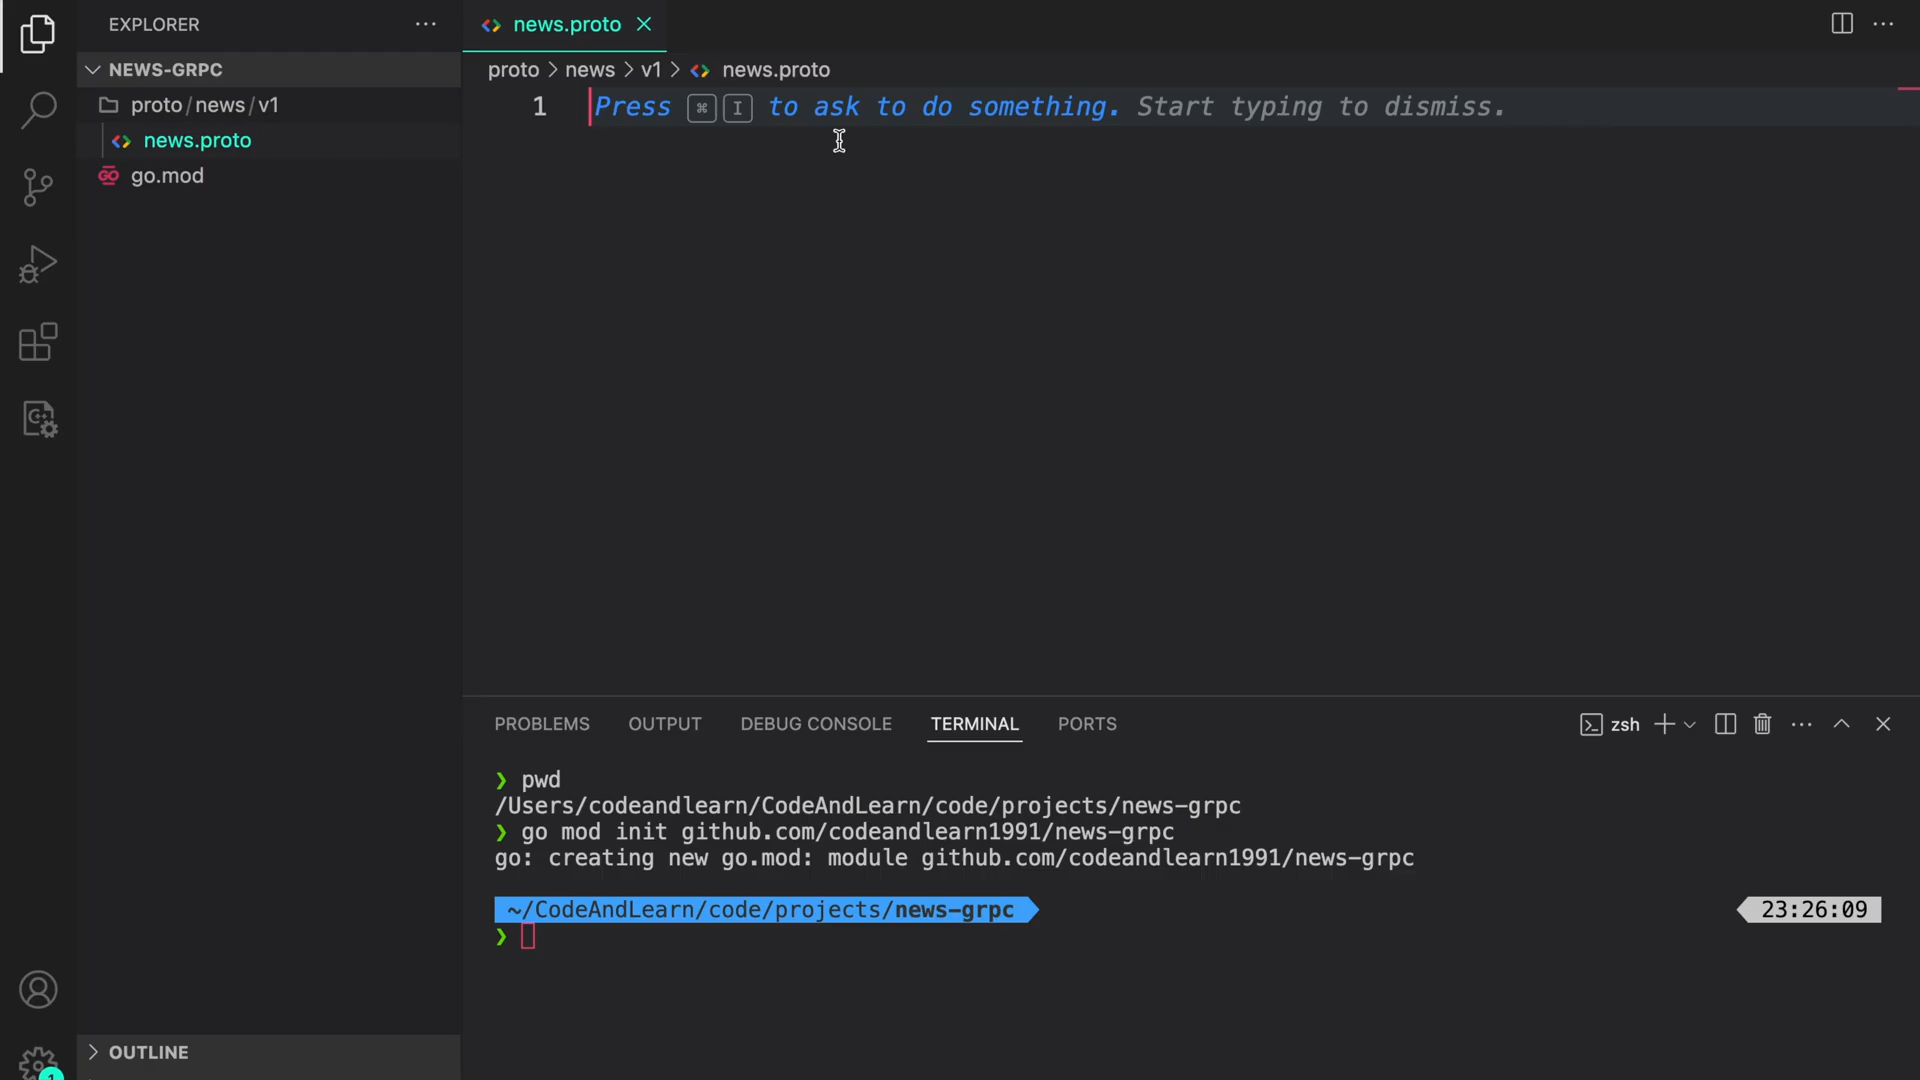 EXPLORER
NEWS-GRPC
proto/news/v1
news.proto
go.mod
OUTLINE
news.proto
proto > news > v1 > news.proto
1 Press ⌘ I to ask to do something. Start typing to dismiss.
PROBLEMS OUTPUT DEBUG CONSOLE TERMINAL PORTS
zsh
❯ pwd
/Users/codeandlearn/CodeAndLearn/code/projects/news-grpc
❯ go mod init github.com/codeandlearn1991/news-grpc
go: creating new go.mod: module github.com/codeandlearn1991/news-grpc
~/CodeAndLearn/code/projects/news-grpc 23:26:09
❯